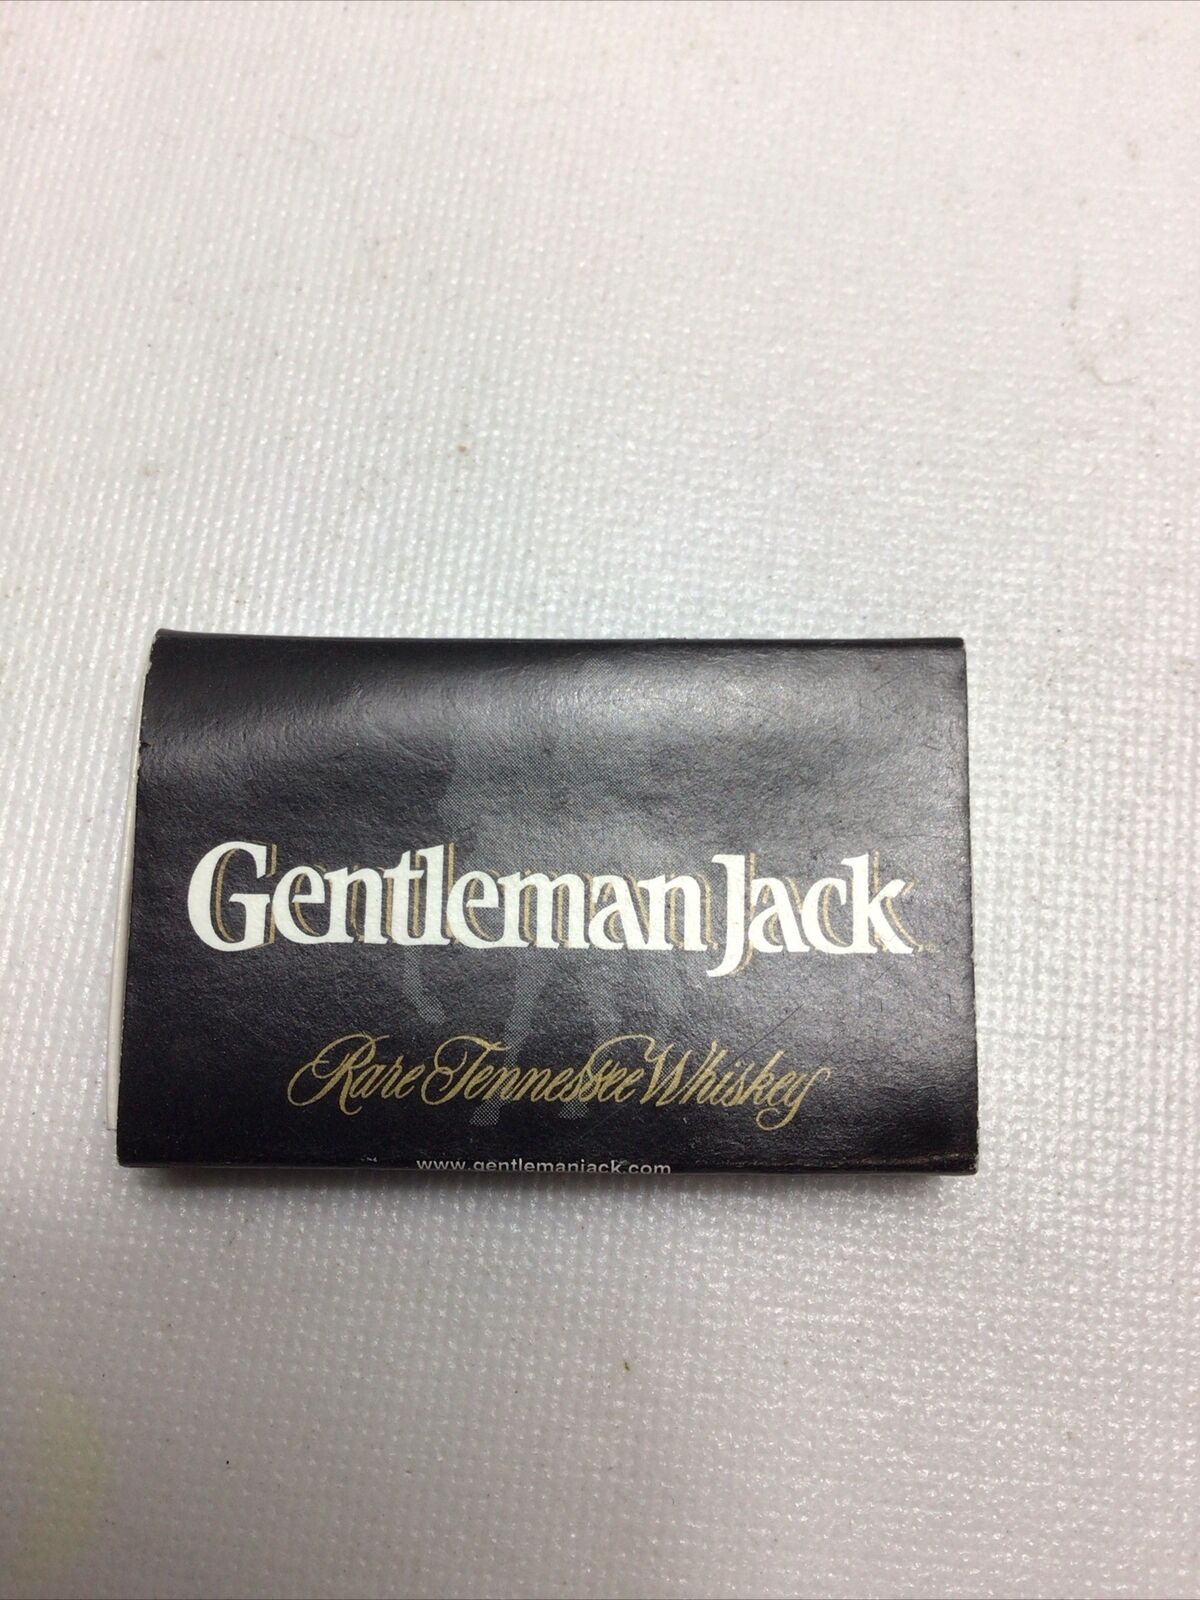 Gentleman Jack
Rare Tennessee Whiskey
www.gentlemanjack.com